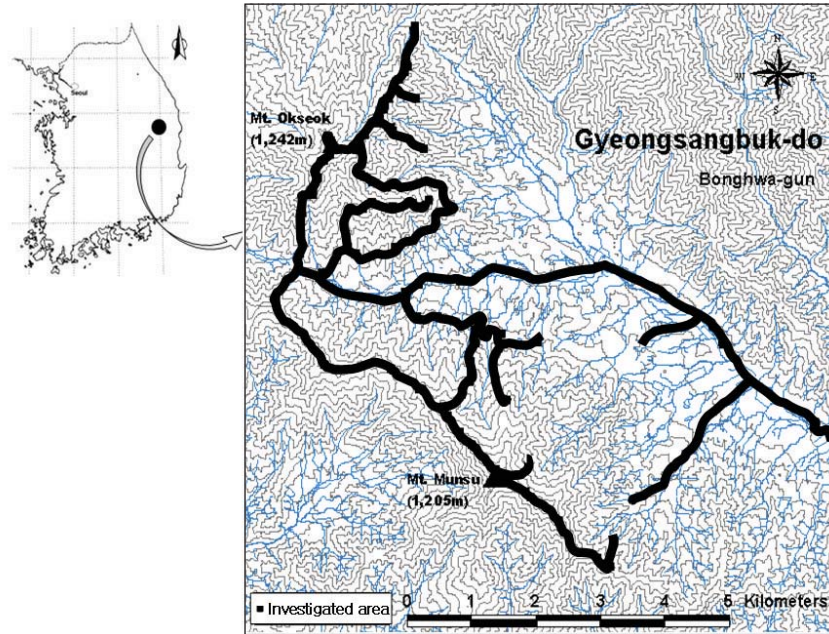 Seoul
N
W
E
S
Mt. Okseok
(1,242m)
Gyeongsangbuk-do
Bonghwa-gun
Mt. Munsu
(1,205m)
Investigated area
0 1 2 3 4 5 Kilometers